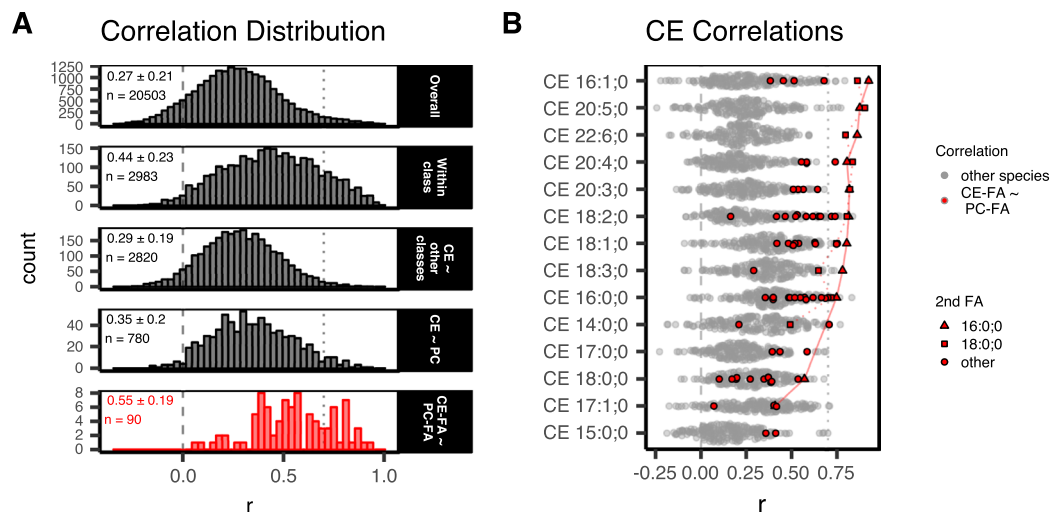 A
Correlation Distribution
count
1250
1000
750
500
250
0
0.27 ± 0.21
n = 20503
Overall
150
100
50
0
0.44 ± 0.23
n = 2983
Within
class
150
100
50
0
0.29 ± 0.19
n = 2820
CE ~
other
classes
40
20
0
0.35 ± 0.2
n = 780
CE ~ PC
8
6
4
2
0
0.55 ± 0.19
n = 90
CE-FA ~
PC-FA
0.0
0.5
1.0
r
B
CE Correlations
CE 16:1;0
CE 20:5;0
CE 22:6;0
CE 20:4;0
CE 20:3;0
CE 18:2;0
CE 18:1;0
CE 18:3;0
CE 16:0;0
CE 14:0;0
CE 17:0;0
CE 18:0;0
CE 17:1;0
CE 15:0;0
-0.25
0.00
0.25
0.50
0.75
r
Correlation
other species
CE-FA ~
PC-FA
2nd FA
16:0;0
18:0;0
other